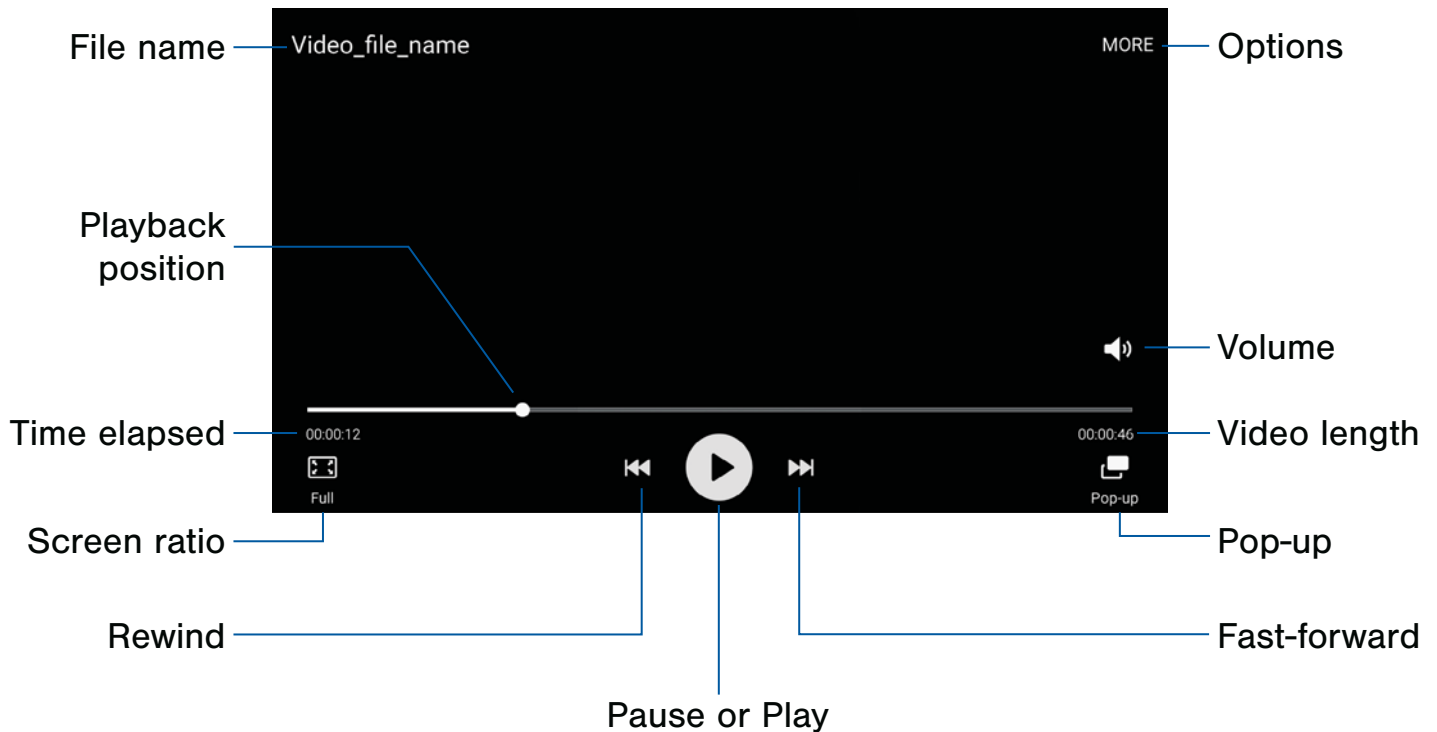 File name
Video_file_name
MORE
Options
Playback
position
Volume
Time elapsed
00:00:12
00:00:46
Video length
Full
Pop-up
Screen ratio
Pop-up
Rewind
Fast-forward
Pause or Play